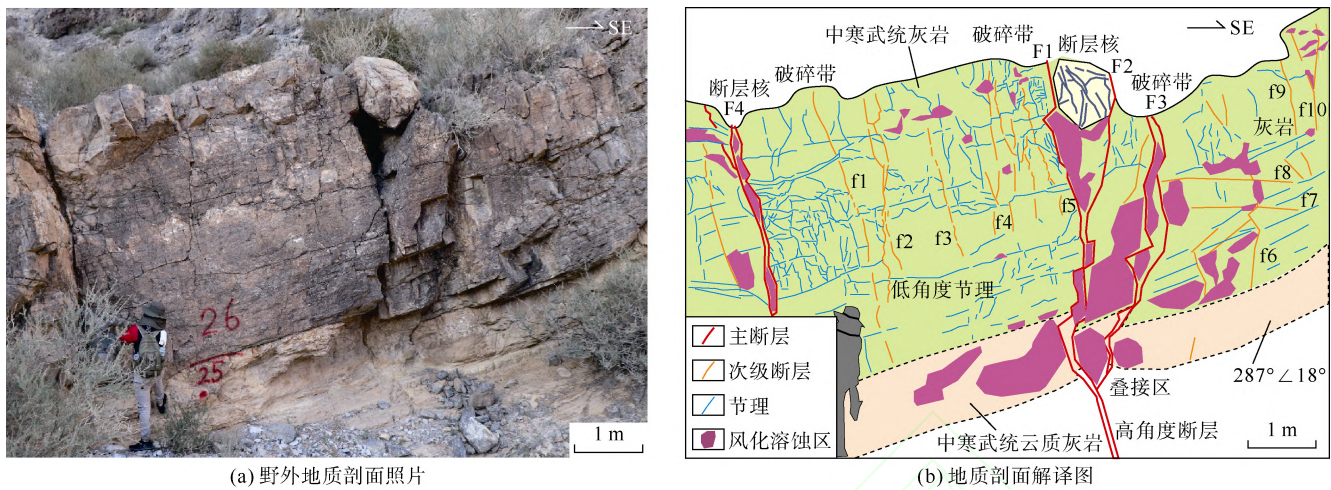 SE
26
25
1 m
(a) 野外地质剖面照片
中寒武统灰岩
破碎带
SE
F1
断层核
断层核
破碎带
F2
破碎带
F4
F3
f9
f10
灰岩
f1
f8
f5
f7
f4
f2
f3
f6
低角度节理
主断层
次级断层
节理
风化溶蚀区
287°∠18°
叠接区
高角度断层
中寒武统云质灰岩
1 m
(b) 地质剖面解译图